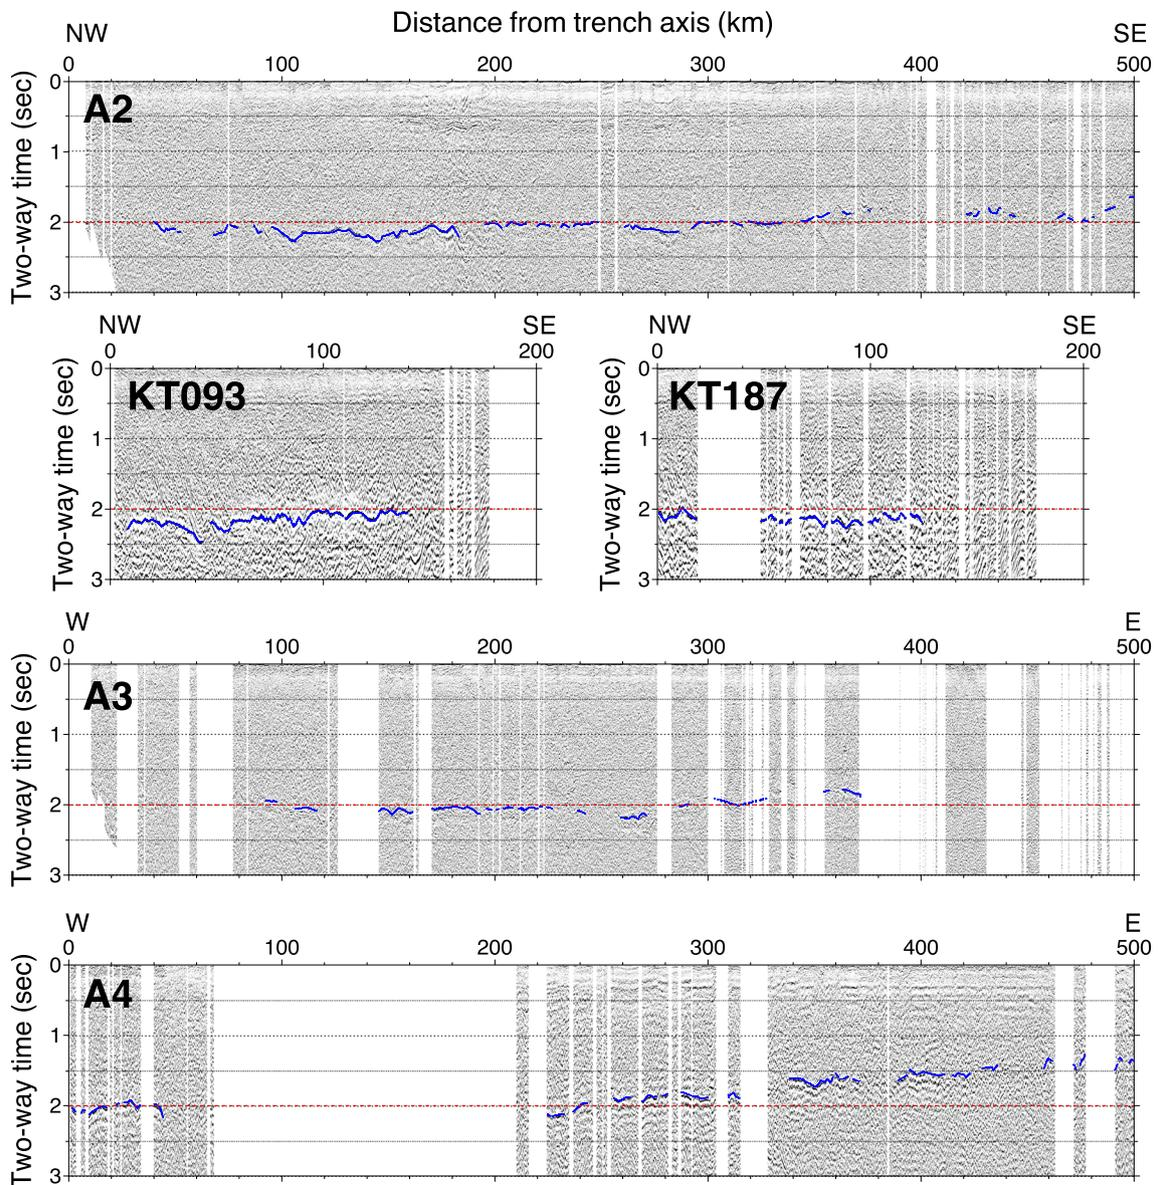 Distance from trench axis (km)
NW SE
0 100 200 300 400 500
A2
Two-way time (sec)
0
1
2
3
NW SE
0 100 200
KT093
Two-way time (sec)
0
1
2
3
NW SE
0 100 200
KT187
Two-way time (sec)
0
1
2
3
W E
0 100 200 300 400 500
A3
Two-way time (sec)
0
1
2
3
W E
0 100 200 300 400 500
A4
Two-way time (sec)
0
1
2
3